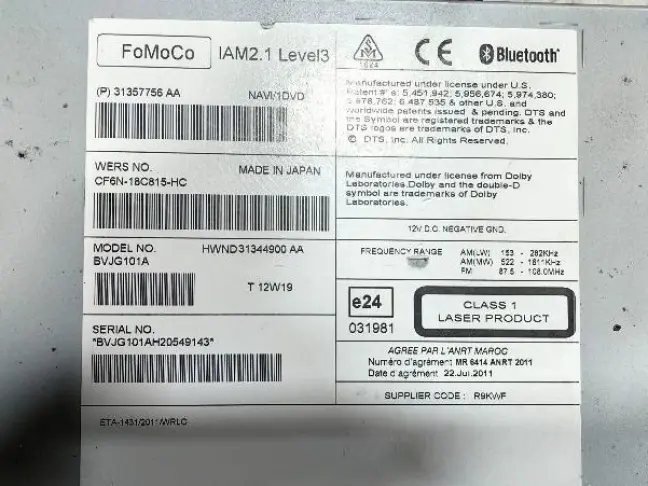 FoMoCo IAM2.1 Level3
(P) 31357756 AA NAVI/1DVD
WERS NO. MADE IN JAPAN
CF6N-18C815-HC
MODEL NO. HWND31344900 AA
BVJG101A
T 12W19
SERIAL NO.
*BVJG101AH20549143*
ETA-1431/2011/WRLC
1024
CE
Bluetooth
Manufactured under license under U.S.
Patent #'s: 5,451,942; 5,956,674; 5,974,380;
5,978,762; 6,487,535 & other U.S. and
worldwide patents issued & pending. DTS and
the Symbol are registered trademarks & the
DTS logos are trademarks of DTS, Inc.
© DTS, Inc. All Rights Reserved.
Manufactured under license from Dolby
Laboratories.Dolby and the double-D
symbol are trademarks of Dolby
Laboratories.
12V D.C. NEGATIVE GND.
FREQUENCY RANGE AM(LW) 153 - 282KHz
AM(MW) 522 - 1611KHz
FM 87.5 - 108.0MHz
e24
031981
CLASS 1
LASER PRODUCT
AGREE PAR L'ANRT MAROC
Numéro d'agrément MR 6414 ANRT 2011
Date d'agrément 22.Jul.2011
SUPPLIER CODE : R9KWF